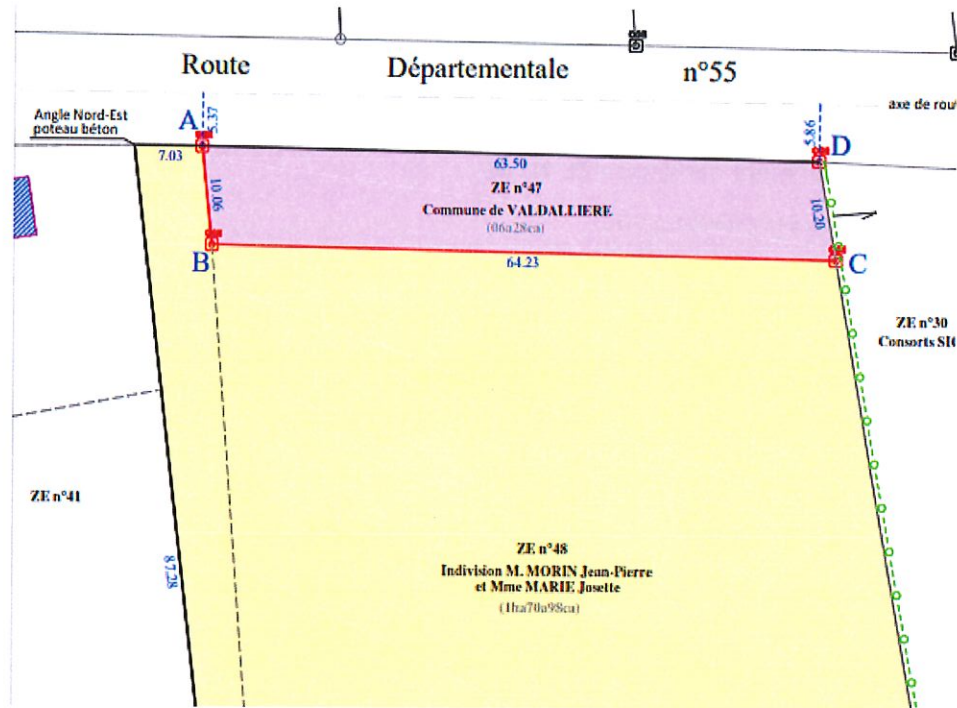 Route Départementale n°55
axe de rou
Angle Nord-Est
poteau béton
A
5.37
5.86
D
7.03
63.50
ZE n°47
Commune de VALDALLIERE
(06a28ca)
10.06
10.20
B
64.23
C
ZE n°30
Consorts SI
ZE n°41
87.28
ZE n°48
Indivision M. MORIN Jean-Pierre
et Mme MARIE Josette
(1ha70a98ca)